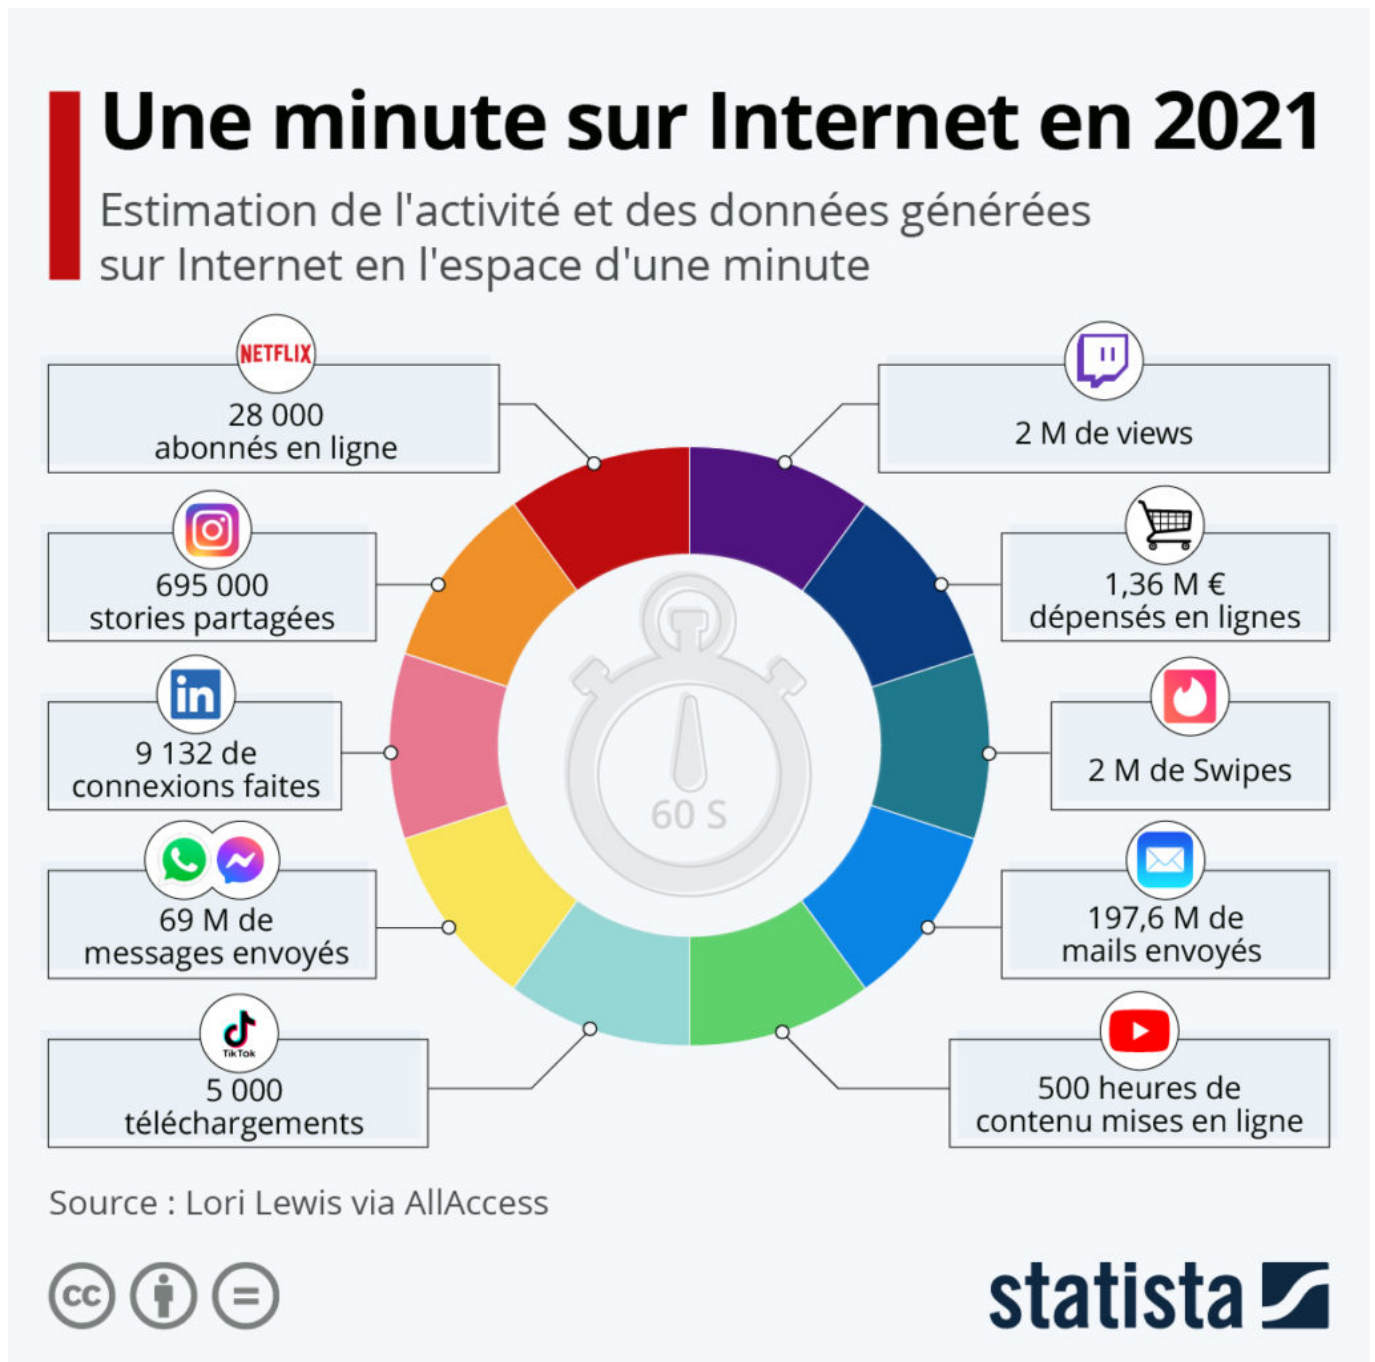 Une minute sur Internet en 2021
Estimation de l'activité et des données générées
sur Internet en l'espace d'une minute
NETFLIX
28 000
abonnés en ligne
2 M de views
695 000
stories partagées
1,36 M €
dépensés en lignes
in
9 132 de
connexions faites
2 M de Swipes
69 M de
messages envoyés
197,6 M de
mails envoyés
TikTok
5 000
téléchargements
500 heures de
contenu mises en ligne
60 S
Source : Lori Lewis via AllAccess
cc
statista